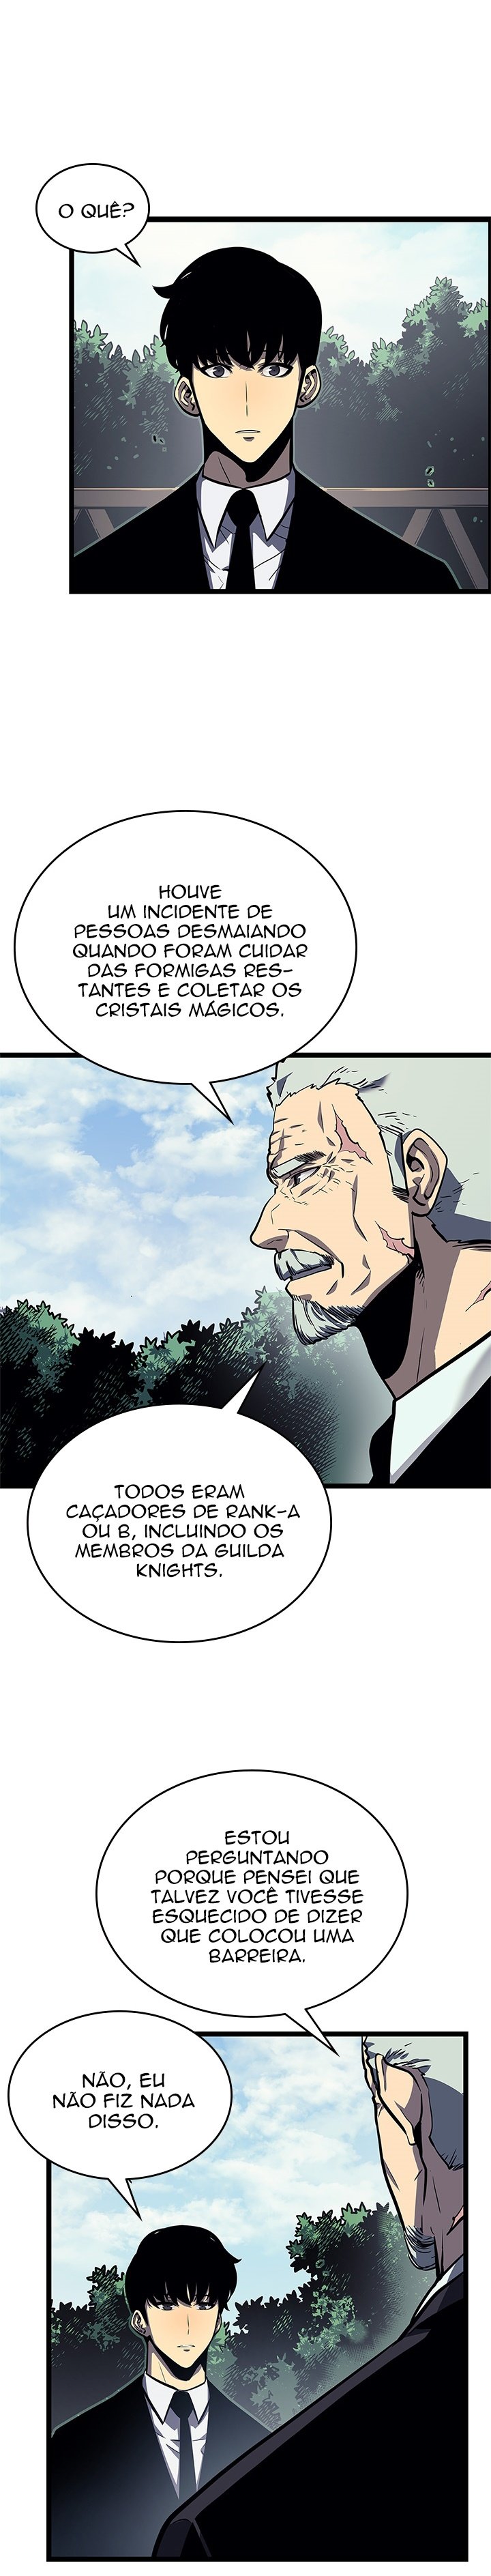 O QUÊ?
HOUVE
UM INCIDENTE DE
PESSOAS DESMAIANDO
QUANDO FORAM CUIDAR
DAS FORMIGAS RES-
TANTES E COLETAR OS
CRISTAIS MÁGICOS.
TODOS ERAM
CAÇADORES DE RANK-A
OU B, INCLUINDO OS
MEMBROS DA GUILDA
KNIGHTS.
ESTOU
PERGUNTANDO
PORQUE PENSEI QUE
TALVEZ VOCÊ TIVESSE
ESQUECIDO DE DIZER
QUE COLOCOU UMA
BARREIRA.
NÃO, EU
NÃO FIZ NADA
DISSO.